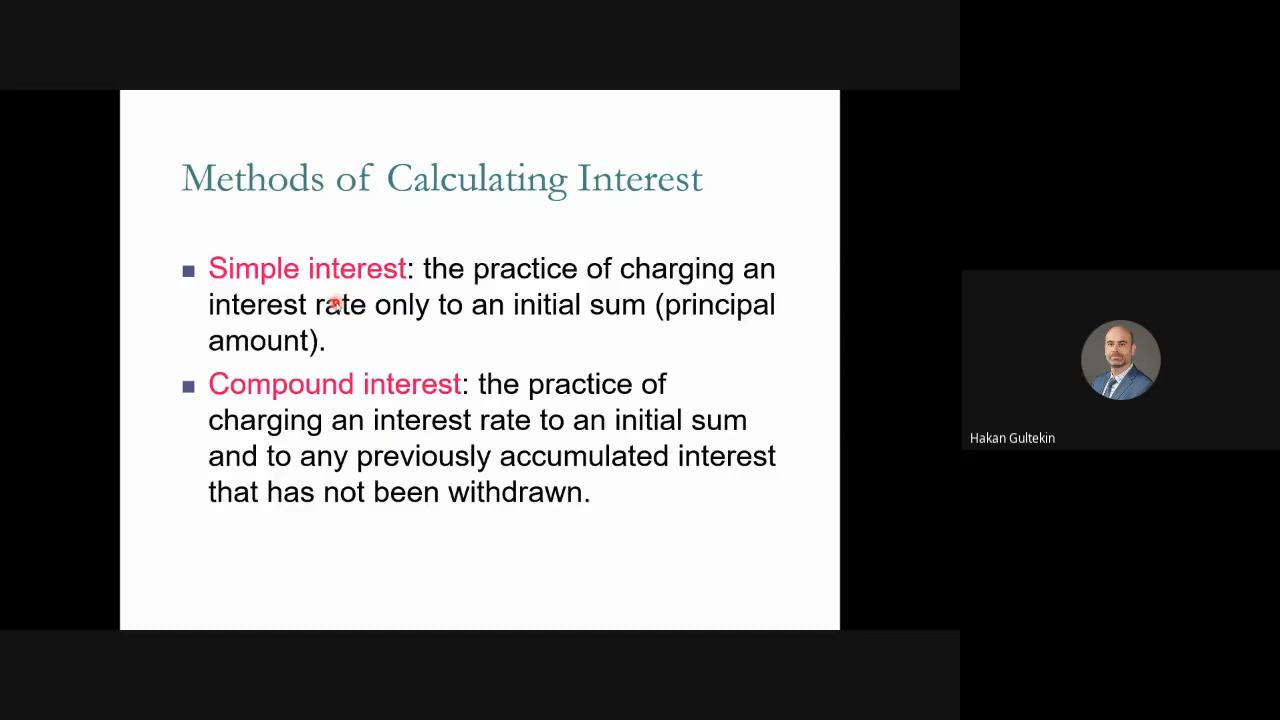 Methods of Calculating Interest
Simple interest: the practice of charging an
interest rate only to an initial sum (principal
amount).
Compound interest: the practice of
charging an interest rate to an initial sum
and to any previously accumulated interest
that has not been withdrawn.
Hakan Gultekin